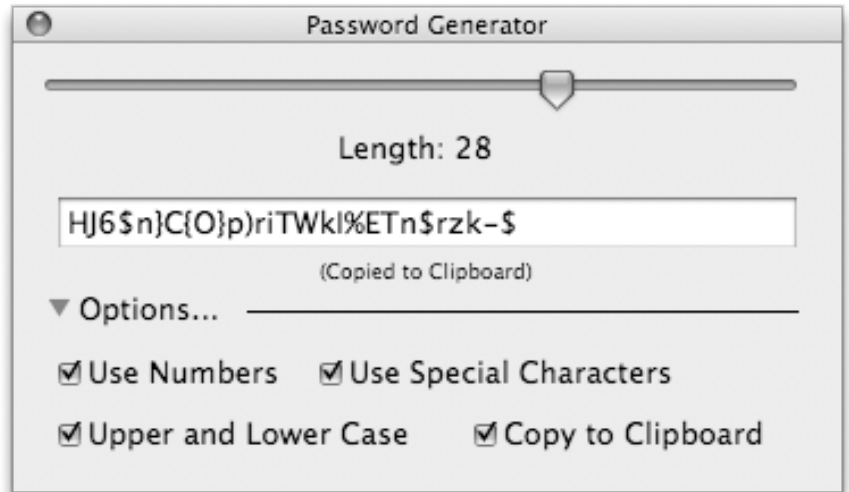 Password Generator
Length: 28
HJ6$n}C{O}p)riTWkl%ETn$rzk-$
(Copied to Clipboard)
Options...
Use Numbers Use Special Characters
Upper and Lower Case Copy to Clipboard